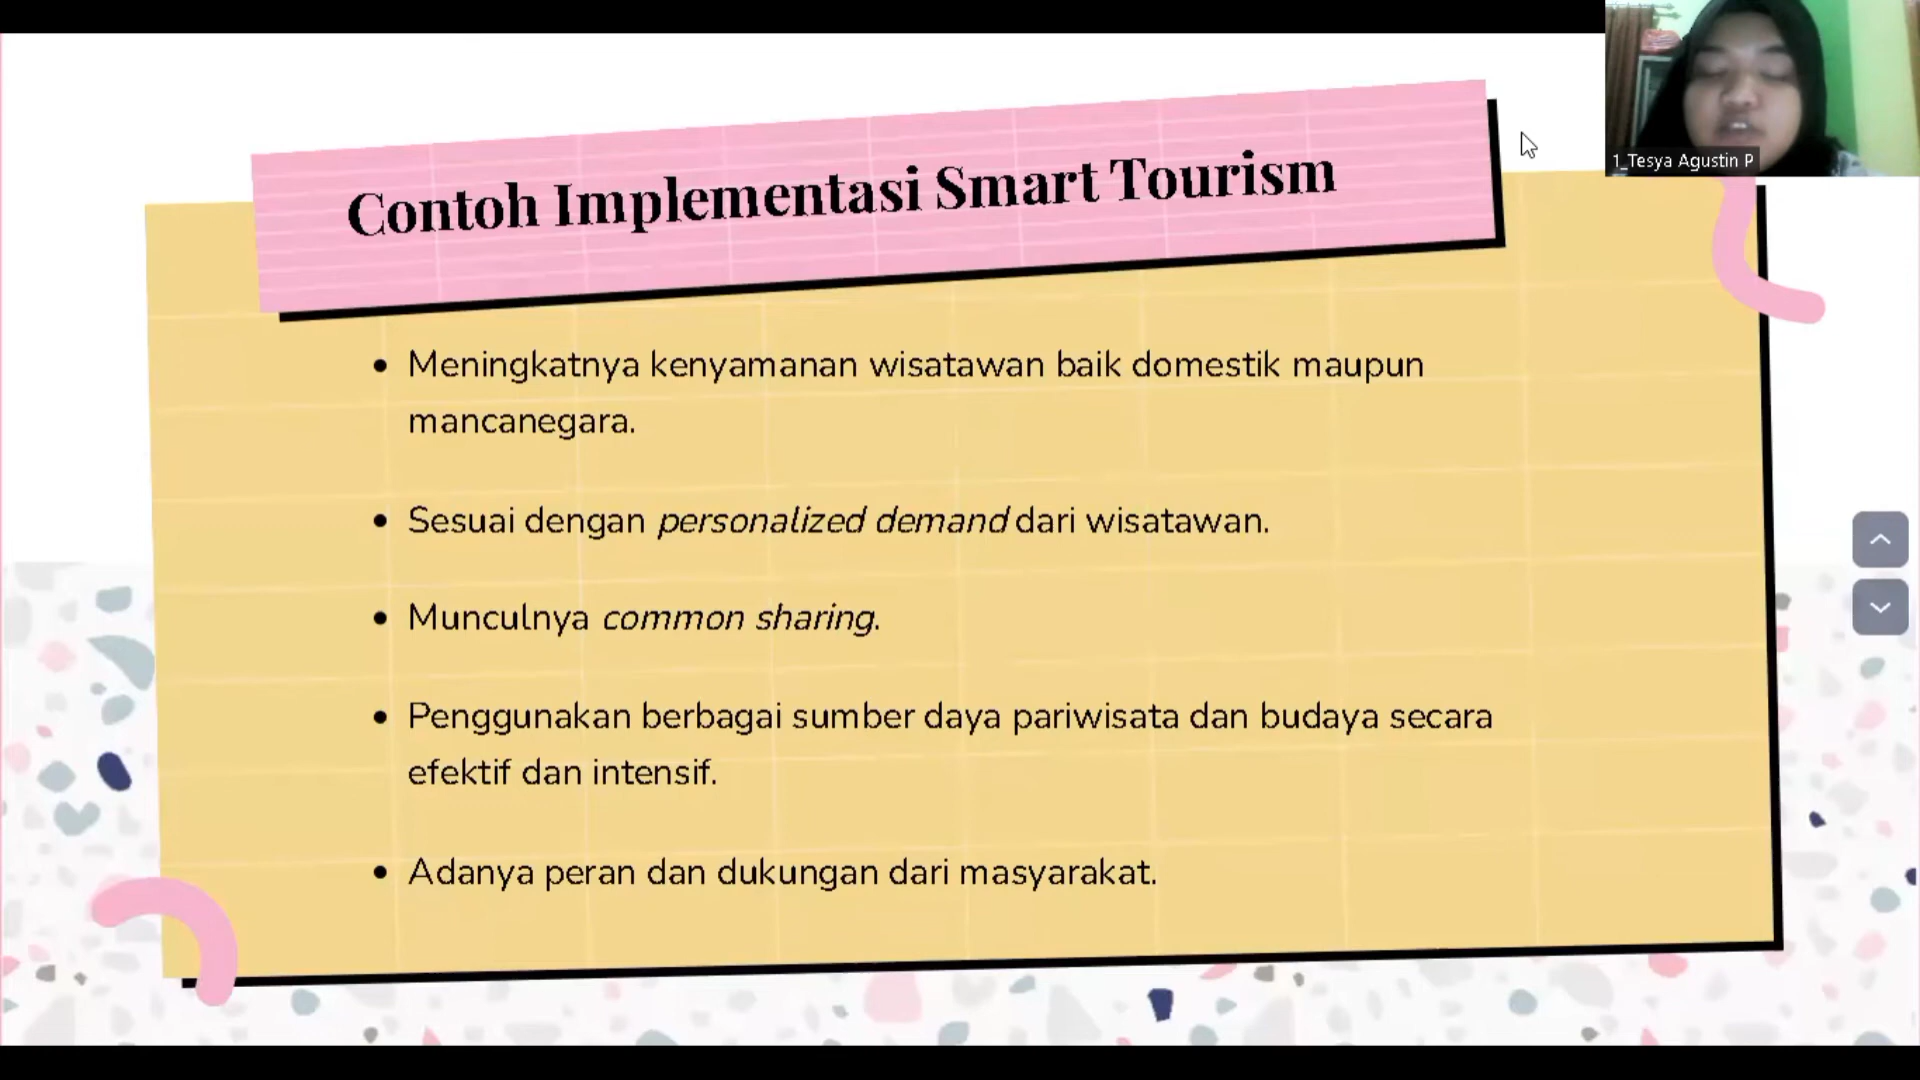 Contoh Implementasi Smart Tourism
1_Tesya Agustin P
• Meningkatnya kenyamanan wisatawan baik domestik maupun
mancanegara.
• Sesuai dengan personalized demand dari wisatawan.
• Munculnya common sharing.
• Penggunakan berbagai sumber daya pariwisata dan budaya secara
efektif dan intensif.
• Adanya peran dan dukungan dari masyarakat.